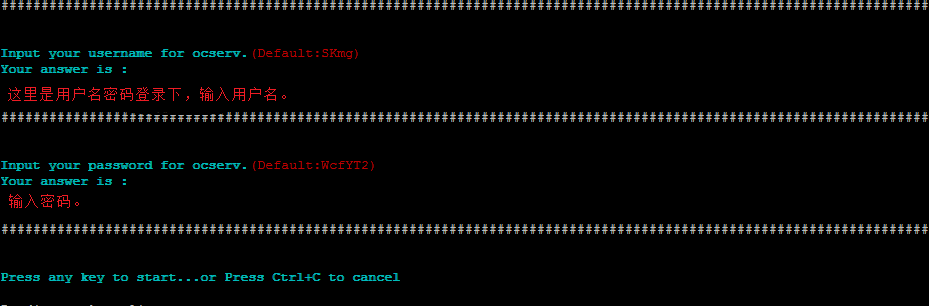 ####################################################################################################################
Input your username for ocserv.(Default:SKmg)
Your answer is :
这里是用户名密码登录下，输入用户名。
####################################################################################################################
Input your password for ocserv.(Default:WcfYT2)
Your answer is :
输入密码。
####################################################################################################################
Press any key to start...or Press Ctrl+C to cancel